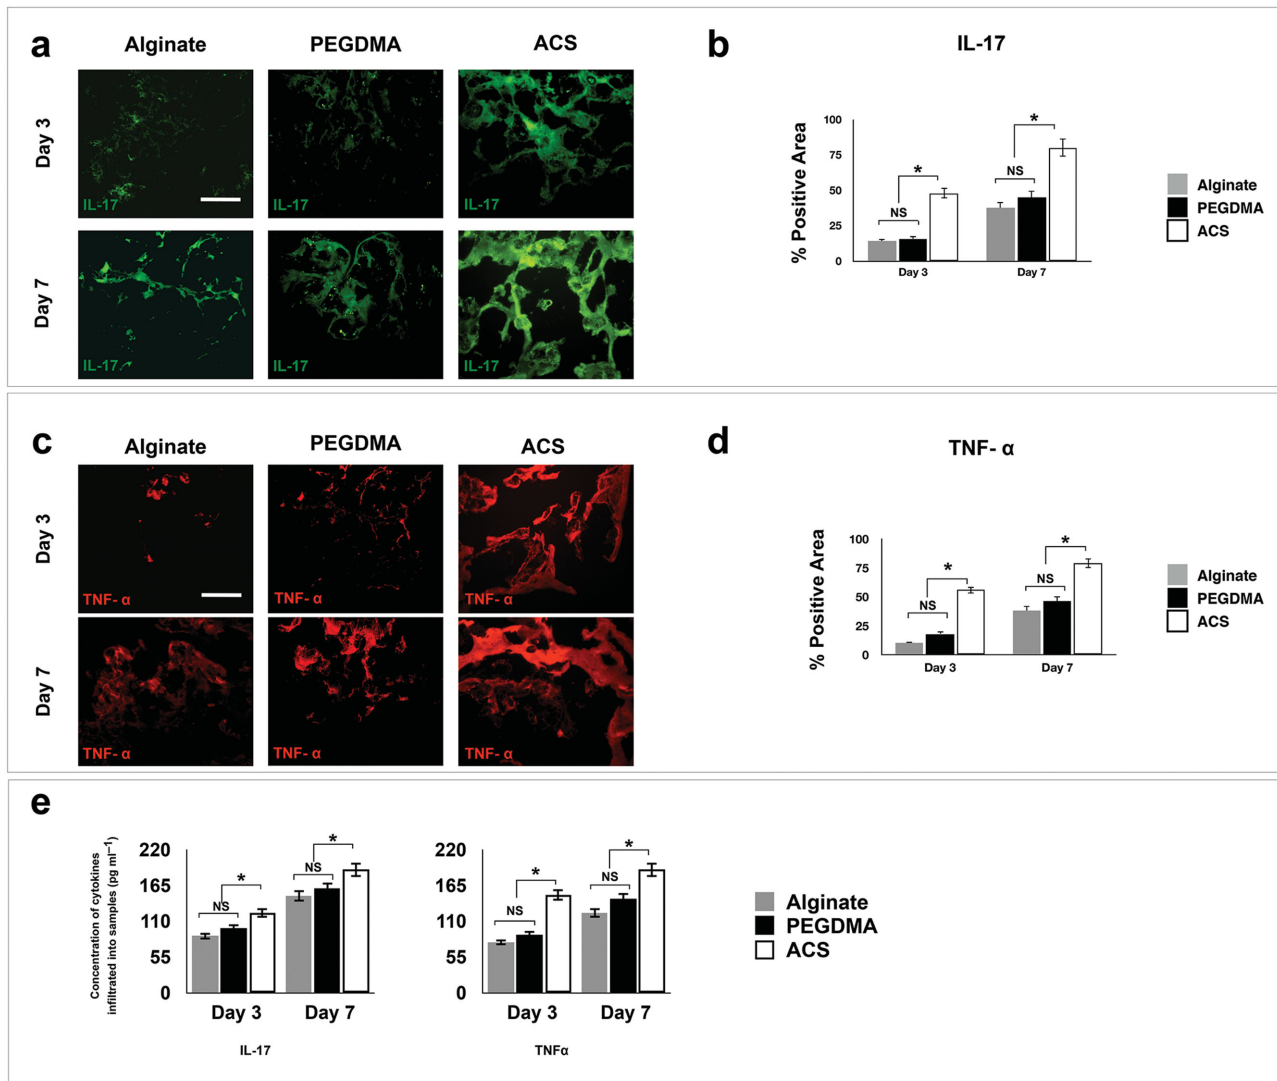 a
Alginate
PEGDMA
ACS
Day 3
IL-17
IL-17
IL-17
Day 7
IL-17
IL-17
IL-17
b
IL-17
% Positive Area
100
75
50
25
0
NS
*
NS
*
Day 3
Day 7
Alginate
PEGDMA
ACS
c
Alginate
PEGDMA
ACS
Day 3
TNF- α
TNF- α
TNF- α
Day 7
TNF- α
TNF- α
TNF- α
d
TNF- α
% Positive Area
100
75
50
25
0
NS
*
NS
*
Day 3
Day 7
Alginate
PEGDMA
ACS
e
Concentration of cytokines
infiltrated into samples (pg ml⁻¹)
220
165
110
55
0
NS
*
NS
*
Day 3
Day 7
IL-17
220
165
110
55
0
NS
*
NS
*
Day 3
Day 7
TNFα
Alginate
PEGDMA
ACS